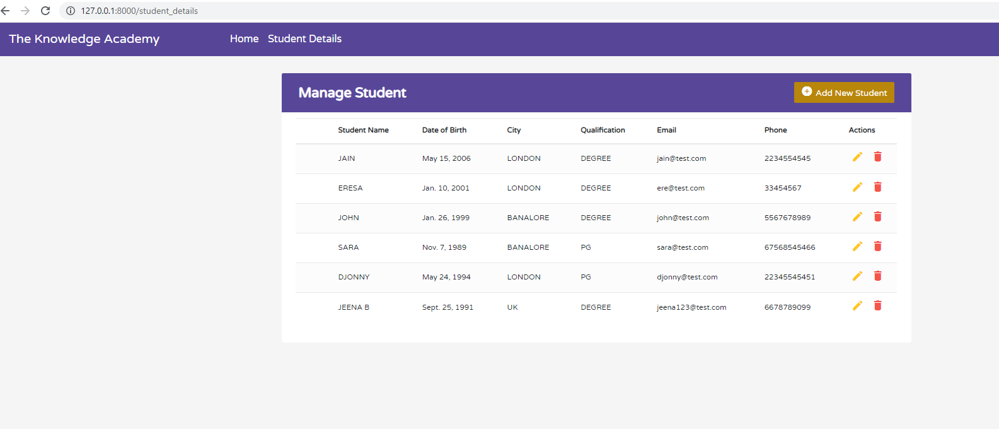 127.0.0.1:8000/student_details
The Knowledge Academy Home Student Details
Manage Student Add New Student
Student Name Date of Birth City Qualification Email Phone Actions
JAIN May 15, 2006 LONDON DEGREE jain@test.com 2234554545
ERESA Jan. 10, 2001 LONDON DEGREE ere@test.com 33454567
JOHN Jan. 26, 1999 BANALORE DEGREE john@test.com 5567678989
SARA Nov. 7, 1989 BANALORE PG sara@test.com 67568545466
DJONNY May 24, 1994 LONDON PG djonny@test.com 22345545451
JEENA B Sept. 25, 1991 UK DEGREE jeena123@test.com 6678789099